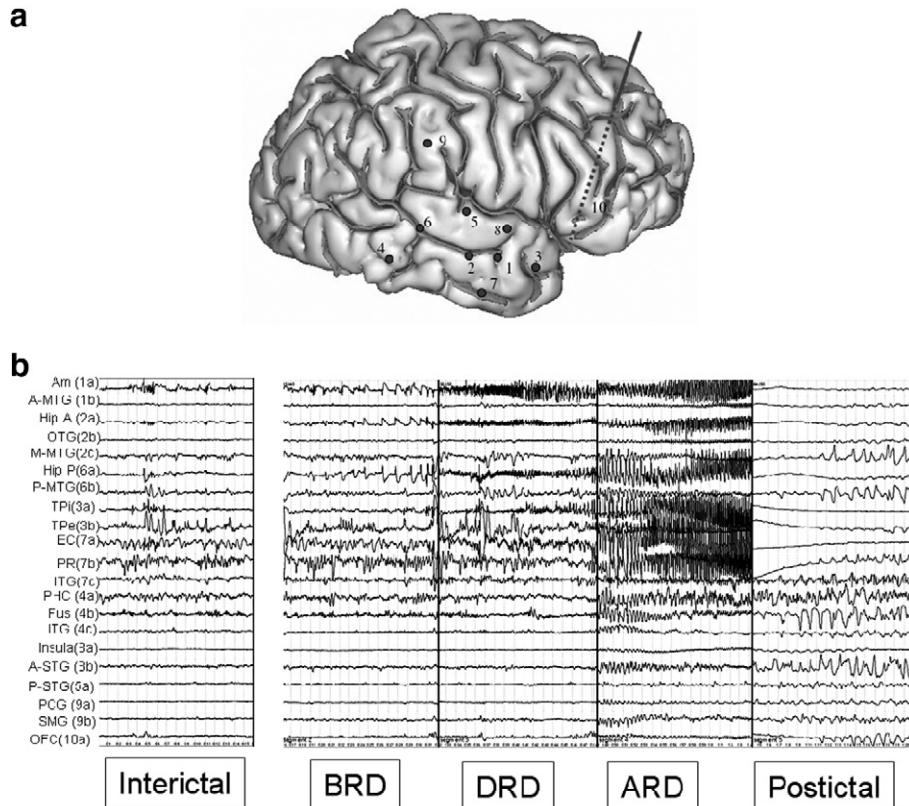 a
9
10
5
8
6
4
2
1
3
7
b
Am (1a)
A-MTG (1b)
Hip A (2a)
OTG(2b)
M-MTG(2c)
Hip P(6a)
P-MTG(6b)
TPi(3a)
TPe(3b)
EC(7a)
PR(7b)
ITG(7c)
PHC (4a)
Fus (4b)
ITG (4c)
Insula(8a)
A-STG (8b)
P-STG(5a)
PCG (9a)
SMG (9b)
OFC(10a)
Interictal
BRD
DRD
ARD
Postictal